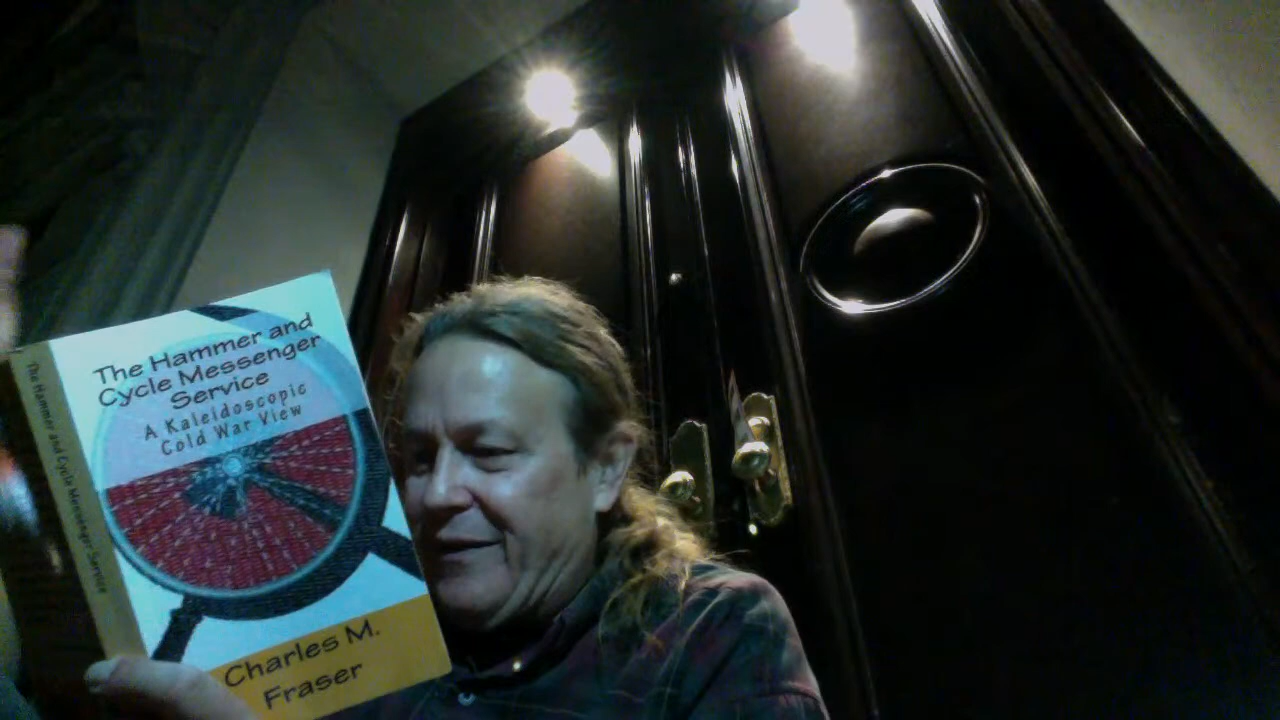 The Hammer and
Cycle Messenger
Service
A Kaleidoscopic
Cold War View
Charles M.
Fraser
The Hammer and Cycle Messenger Service